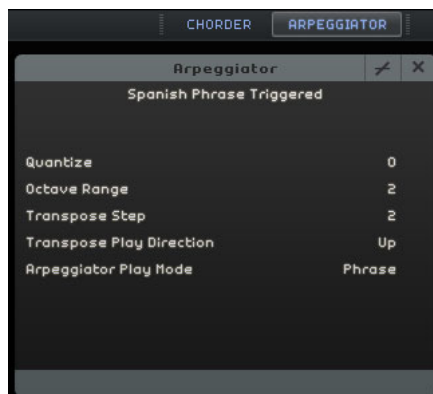 CHORDER ARPEGGIATOR
Arpeggiator
Spanish Phrase Triggered
Quantize 0
Octave Range 2
Transpose Step 2
Transpose Play Direction Up
Arpeggiator Play Mode Phrase